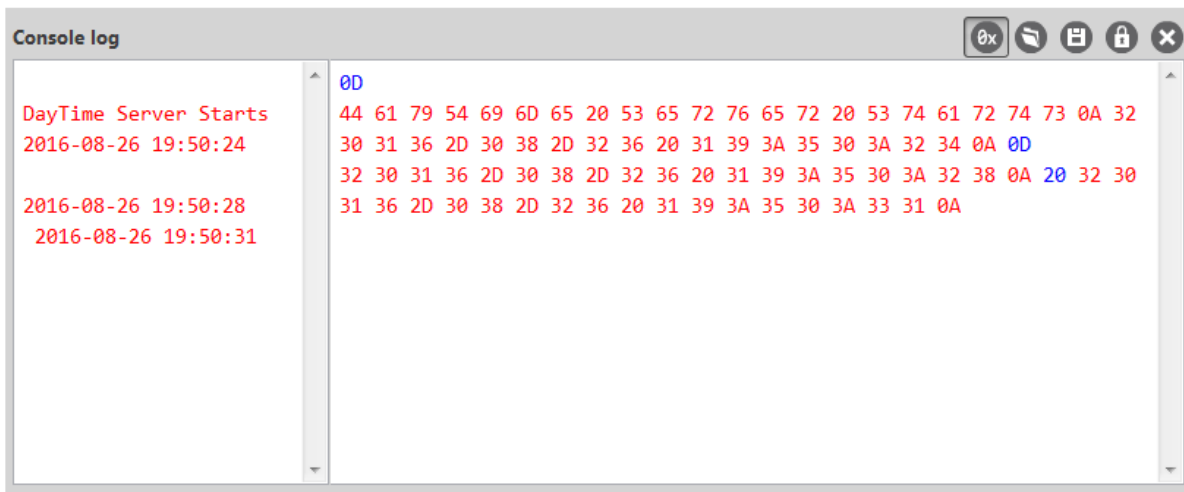 Console log
0x
DayTime Server Starts
2016-08-26 19:50:24
2016-08-26 19:50:28
2016-08-26 19:50:31
0D
44 61 79 54 69 6D 65 20 53 65 72 76 65 72 20 53 74 61 72 74 73 0A 32
30 31 36 2D 30 38 2D 32 36 20 31 39 3A 35 30 3A 32 34 0A 0D
32 30 31 36 2D 30 38 2D 32 36 20 31 39 3A 35 30 3A 32 38 0A 20 32 30
31 36 2D 30 38 2D 32 36 20 31 39 3A 35 30 3A 33 31 0A